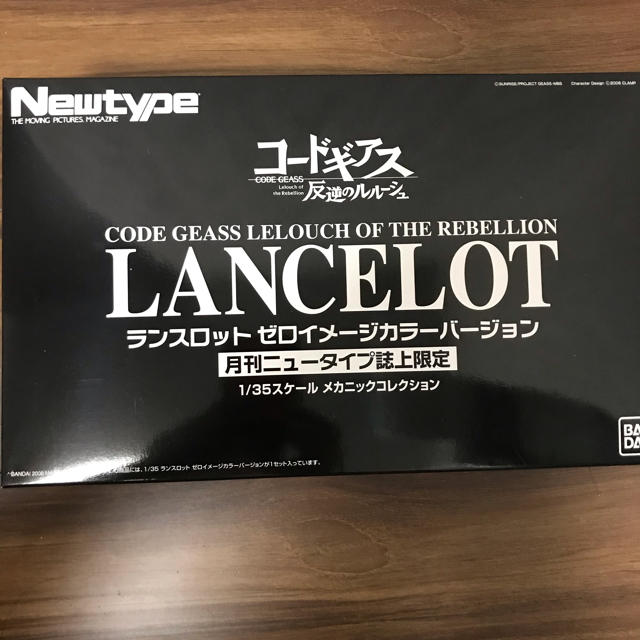 Newtype
THE MOVING PICTURES MAGAZINE
©SUNRISE/PROJECT GEASS・MBS Character Design ©2006 CLAMP
コードギアス
CODE GEASS
Lelouch of
the Rebellion
反逆のルルーシュ
CODE GEASS LELOUCH OF THE REBELLION
LANCELOT
ランスロット ゼロイメージカラーバージョン
月刊ニュータイプ誌上限定
1/35スケール メカニックコレクション
BAN
DAI
には、1/35 ランスロット ゼロイメージカラーバージョンが1セット入っています。